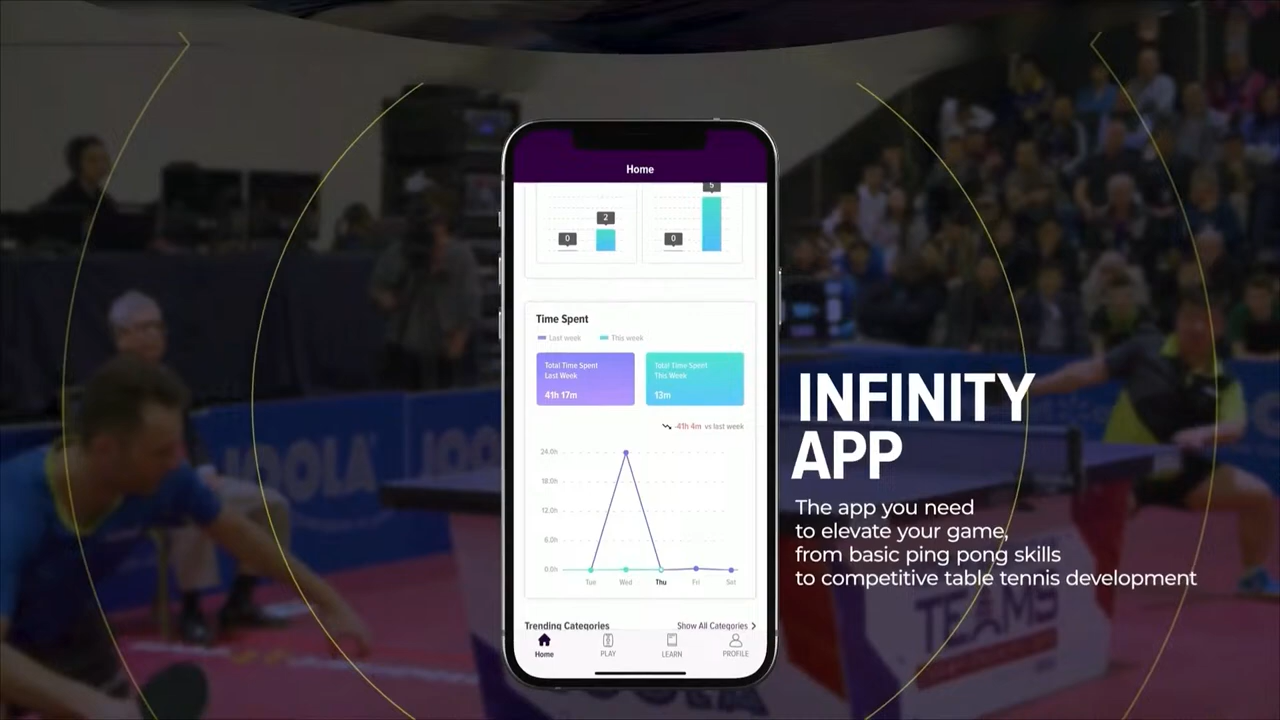 Home
5
2
0
0
Time Spent
Last week
This week
Total Time Spent
Last Week
41h 17m
Total Time Spent
This Week
13m
-41h 4m vs last week
24.0h
18.0h
12.0h
6.0h
0.0h
Tue
Wed
Thu
Fri
Sat
Trending Categories
Show All Categories
Home
PLAY
LEARN
PROFILE
INFINITY
APP
The app you need
to elevate your game,
from basic ping pong skills
to competitive table tennis development
JOOLA
JOOLA
TEAMS